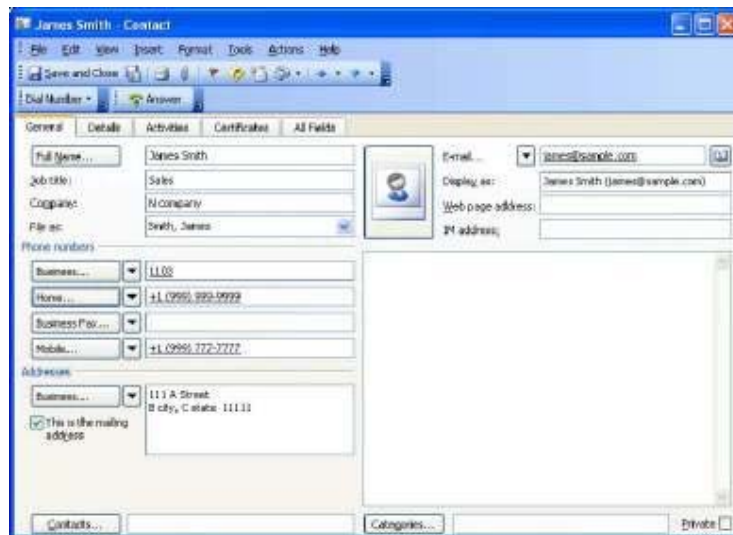 James Smith - Contact
File Edit View Insert Format Tools Actions Help
Save and Close
Dial Number Answer
General Details Activities Certificates All Fields
Full Name... James Smith
Job title: Sales
Company: N company
File as: Smith, James
E-mail... james@sample.com
Display as: James Smith (james@sample.com)
Web page address:
IM address:
Phone numbers
Business... 1103
Home... +1 (999) 999-9999
Business Fax...
Mobile... +1 (999) 777-7777
Addresses
Business... 111 A Street
B city, C state 11111
This is the mailing
address
Contacts... Categories... Private